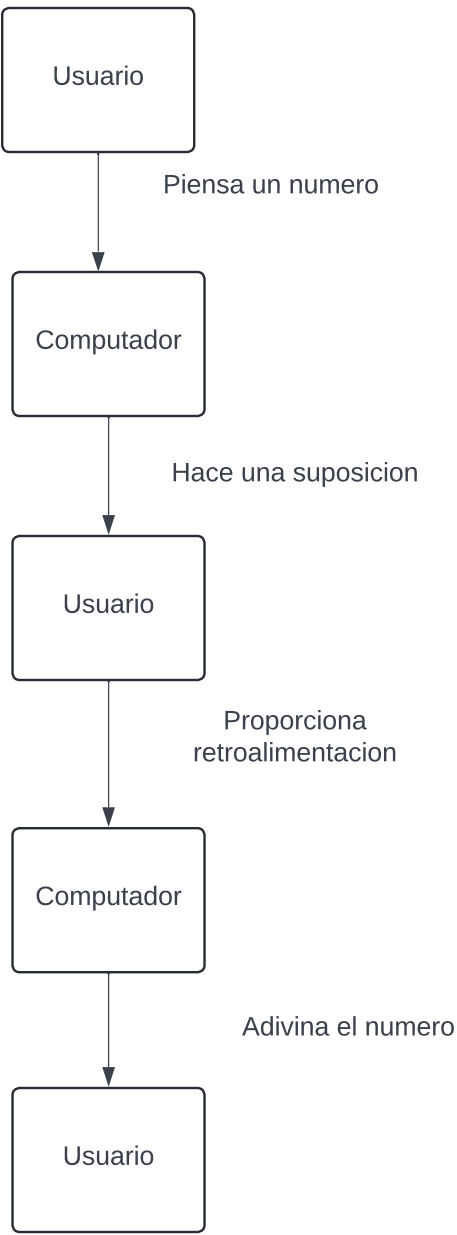 Usuario
Piensa un numero
Computador
Hace una suposicion
Usuario
Proporciona
retroalimentacion
Computador
Adivina el numero
Usuario